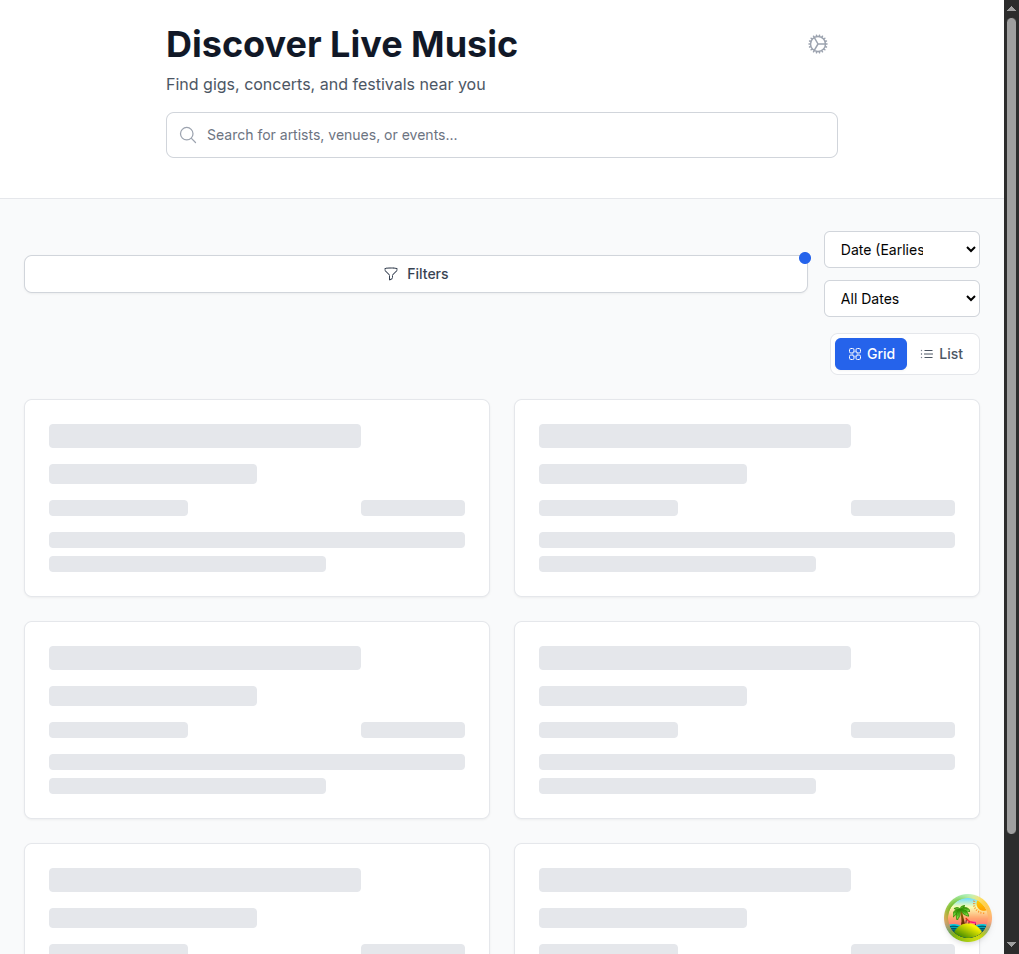 Discover Live Music
Find gigs, concerts, and festivals near you
Search for artists, venues, or events...
Date (Earlies
Filters
All Dates
Grid
List